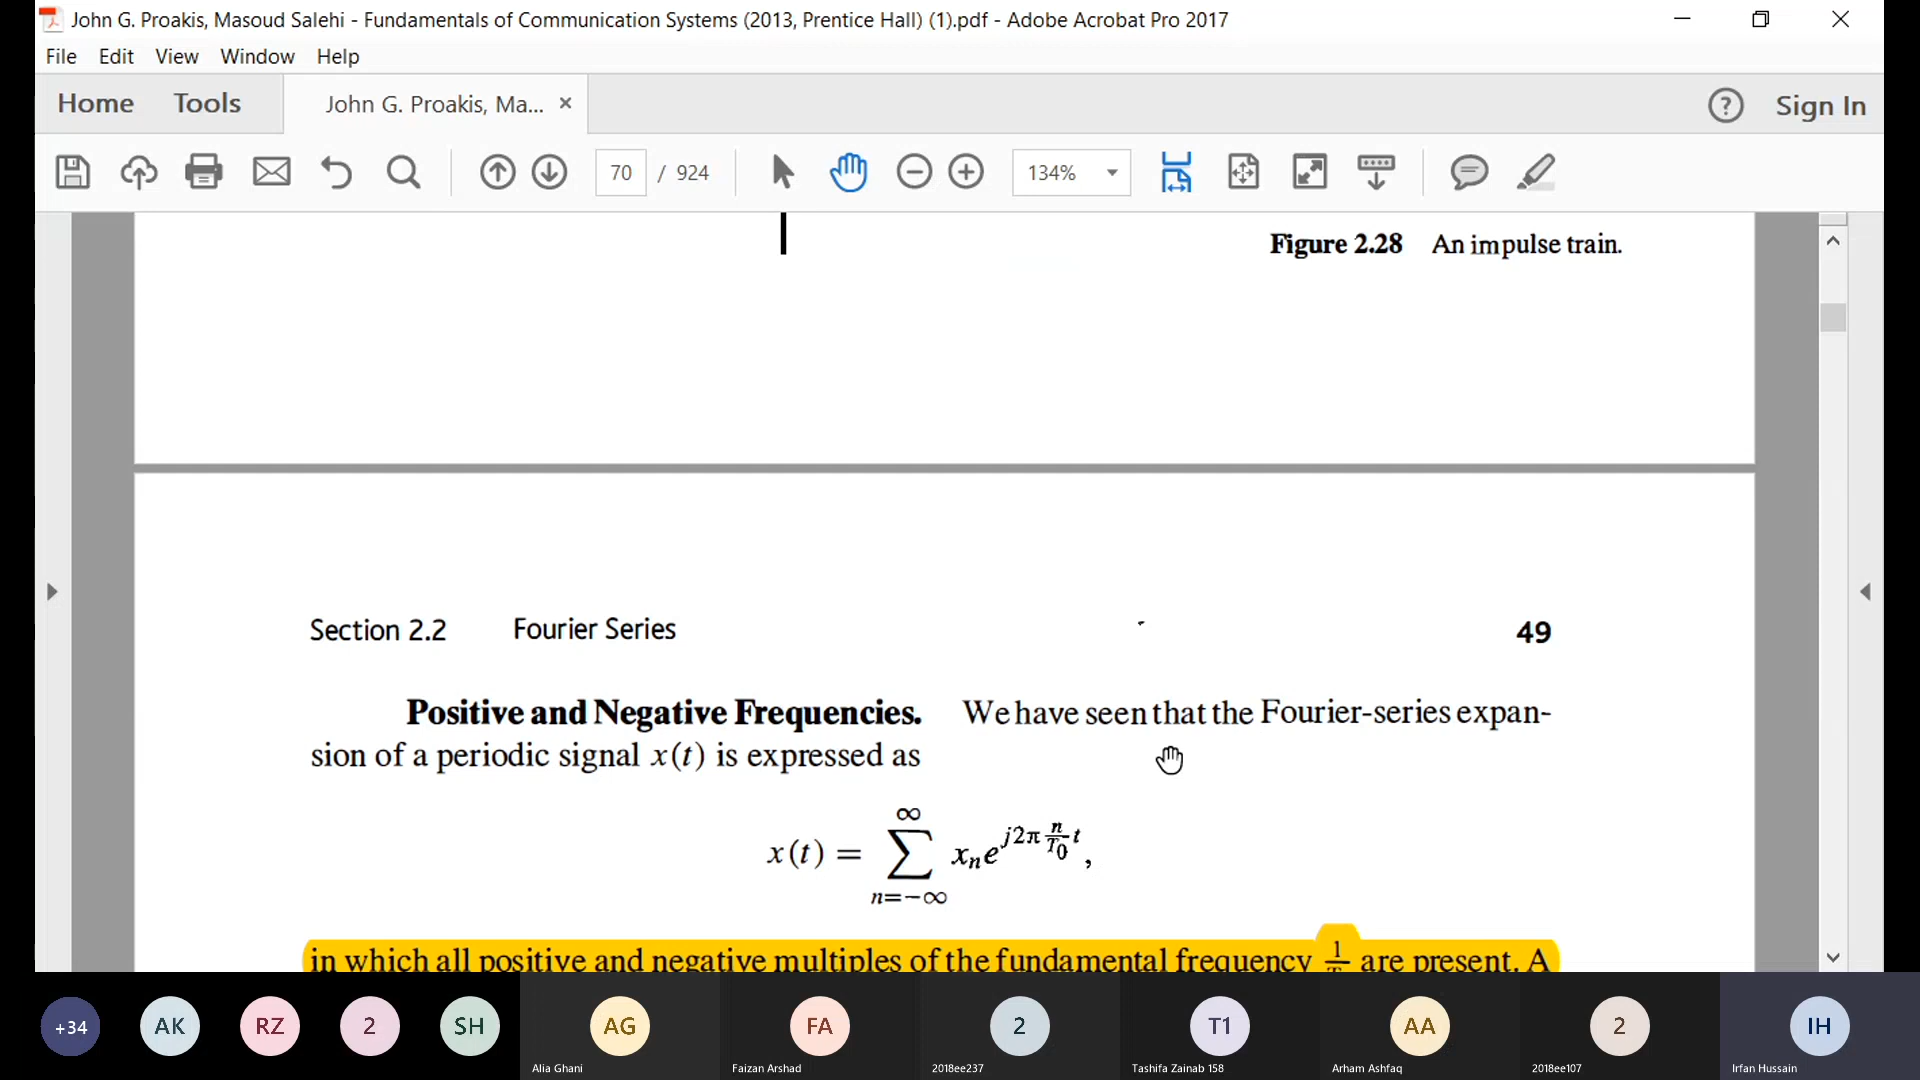 John G. Proakis, Masoud Salehi - Fundamentals of Communication Systems (2013, Prentice Hall) (1).pdf - Adobe Acrobat Pro 2017
File Edit View Window Help
Home Tools John G. Proakis, Ma... × ? Sign In
70 / 924 134%
Figure 2.28 An impulse train.
Section 2.2 Fourier Series 49
Positive and Negative Frequencies. We have seen that the Fourier-series expan-
sion of a periodic signal x(t) is expressed as
∞
x(t) = ∑ xₙe^{j2π n/T₀ t},
n=−∞
in which all positive and negative multiples of the fundamental frequency 1 are present. A
+34 AK RZ 2 SH AG FA 2 T1 AA 2 IH
Alia Ghani Faizan Arshad 2018ee237 Tashifa Zainab 158 Arham Ashfaq 2018ee107 Irfan Hussain